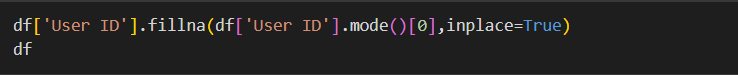 df['User ID'].fillna(df['User ID'].mode()[0],inplace=True)
df